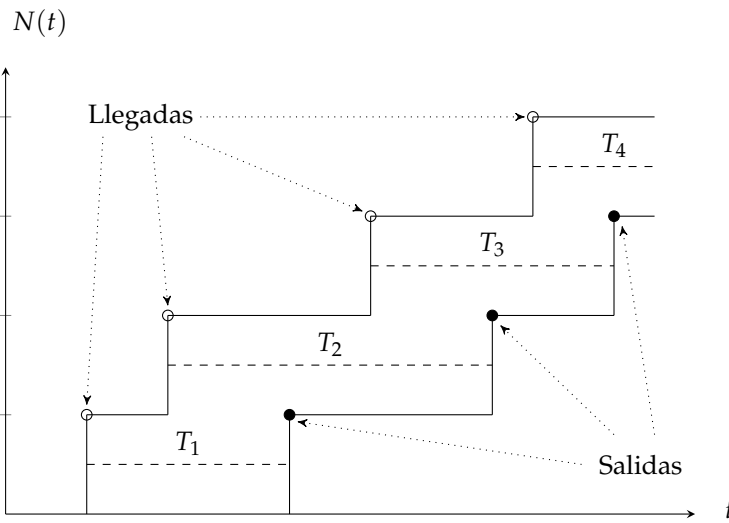 N(t)
Llegadas
T₄
T₃
T₂
T₁
Salidas
t